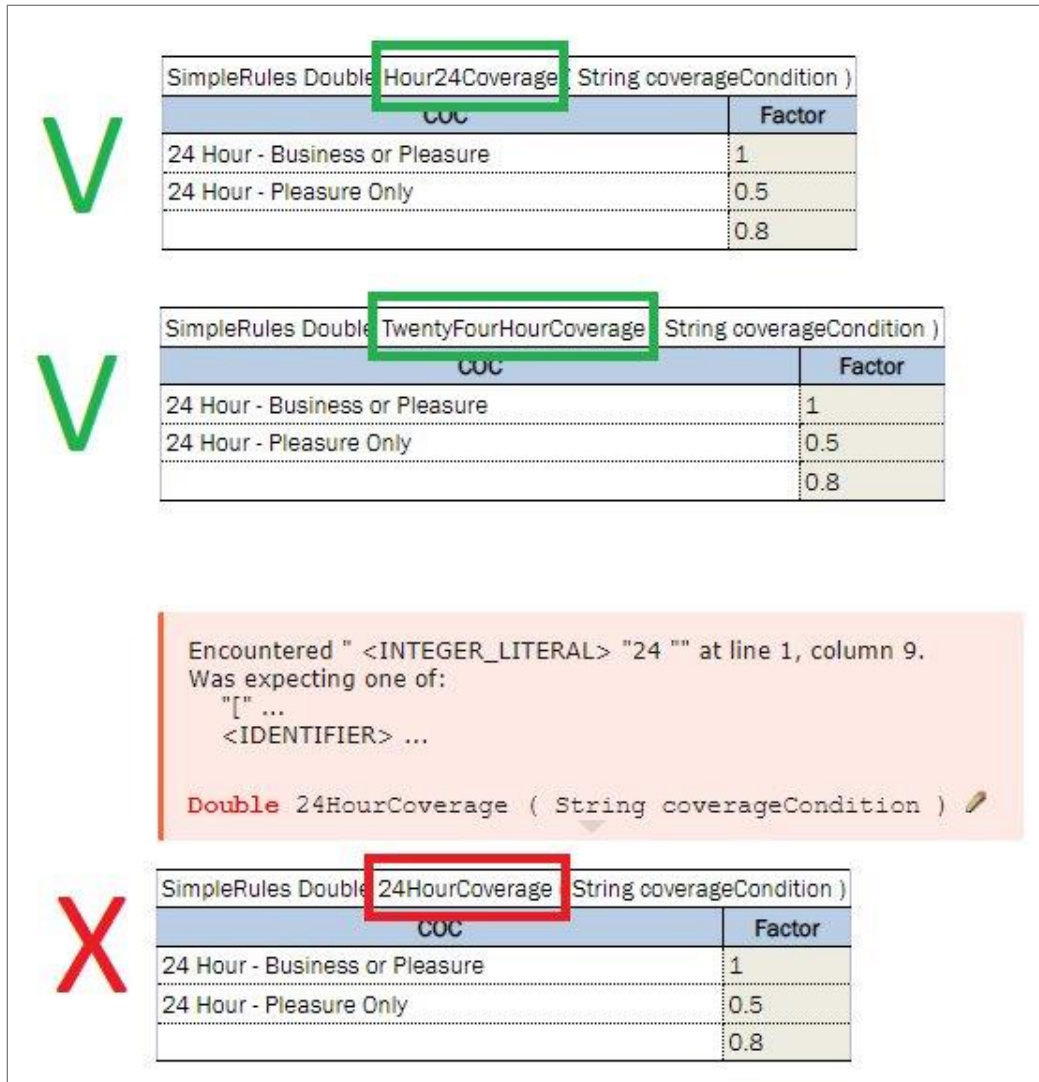 SimpleRules Double Hour24Coverage ( String coverageCondition )
COC Factor
V
24 Hour - Business or Pleasure 1
24 Hour - Pleasure Only 0.5
0.8
SimpleRules Double TwentyFourHourCoverage String coverageCondition )
COC Factor
V
24 Hour - Business or Pleasure 1
24 Hour - Pleasure Only 0.5
0.8
Encountered " <INTEGER_LITERAL> "24 "" at line 1, column 9.
Was expecting one of:
"[" ...
<IDENTIFIER> ...
Double 24HourCoverage ( String coverageCondition )
SimpleRules Double 24HourCoverage ( String coverageCondition )
COC Factor
X
24 Hour - Business or Pleasure 1
24 Hour - Pleasure Only 0.5
0.8